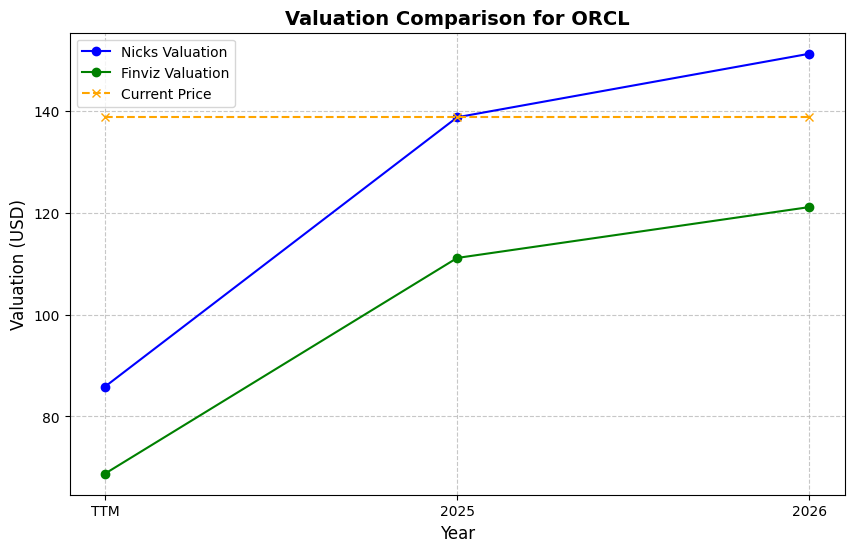 Valuation Comparison for ORCL
Nicks Valuation
Finviz Valuation
Current Price
140
120
100
80
Valuation (USD)
TTM
2025
2026
Year